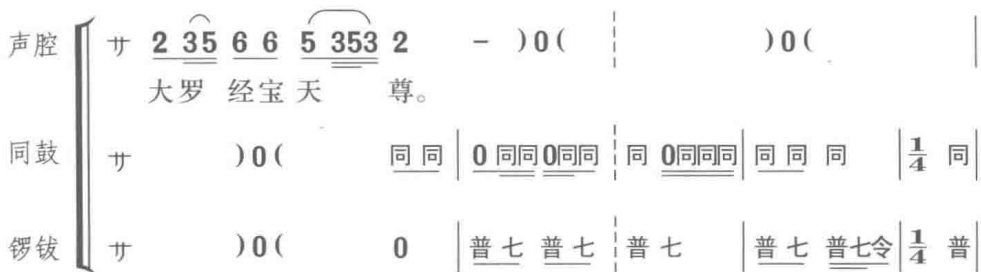 声腔 サ 2 35 6 6 5 353 2 - )0( )0(
大罗 经宝 天 尊。
同鼓 サ )0( 同 同 0 同同 0同同 同 0同同同 同 同 同 1/4 同
锣钹 サ )0( 0 普 七 普 七 普 七 普 七 普七令 1/4 普